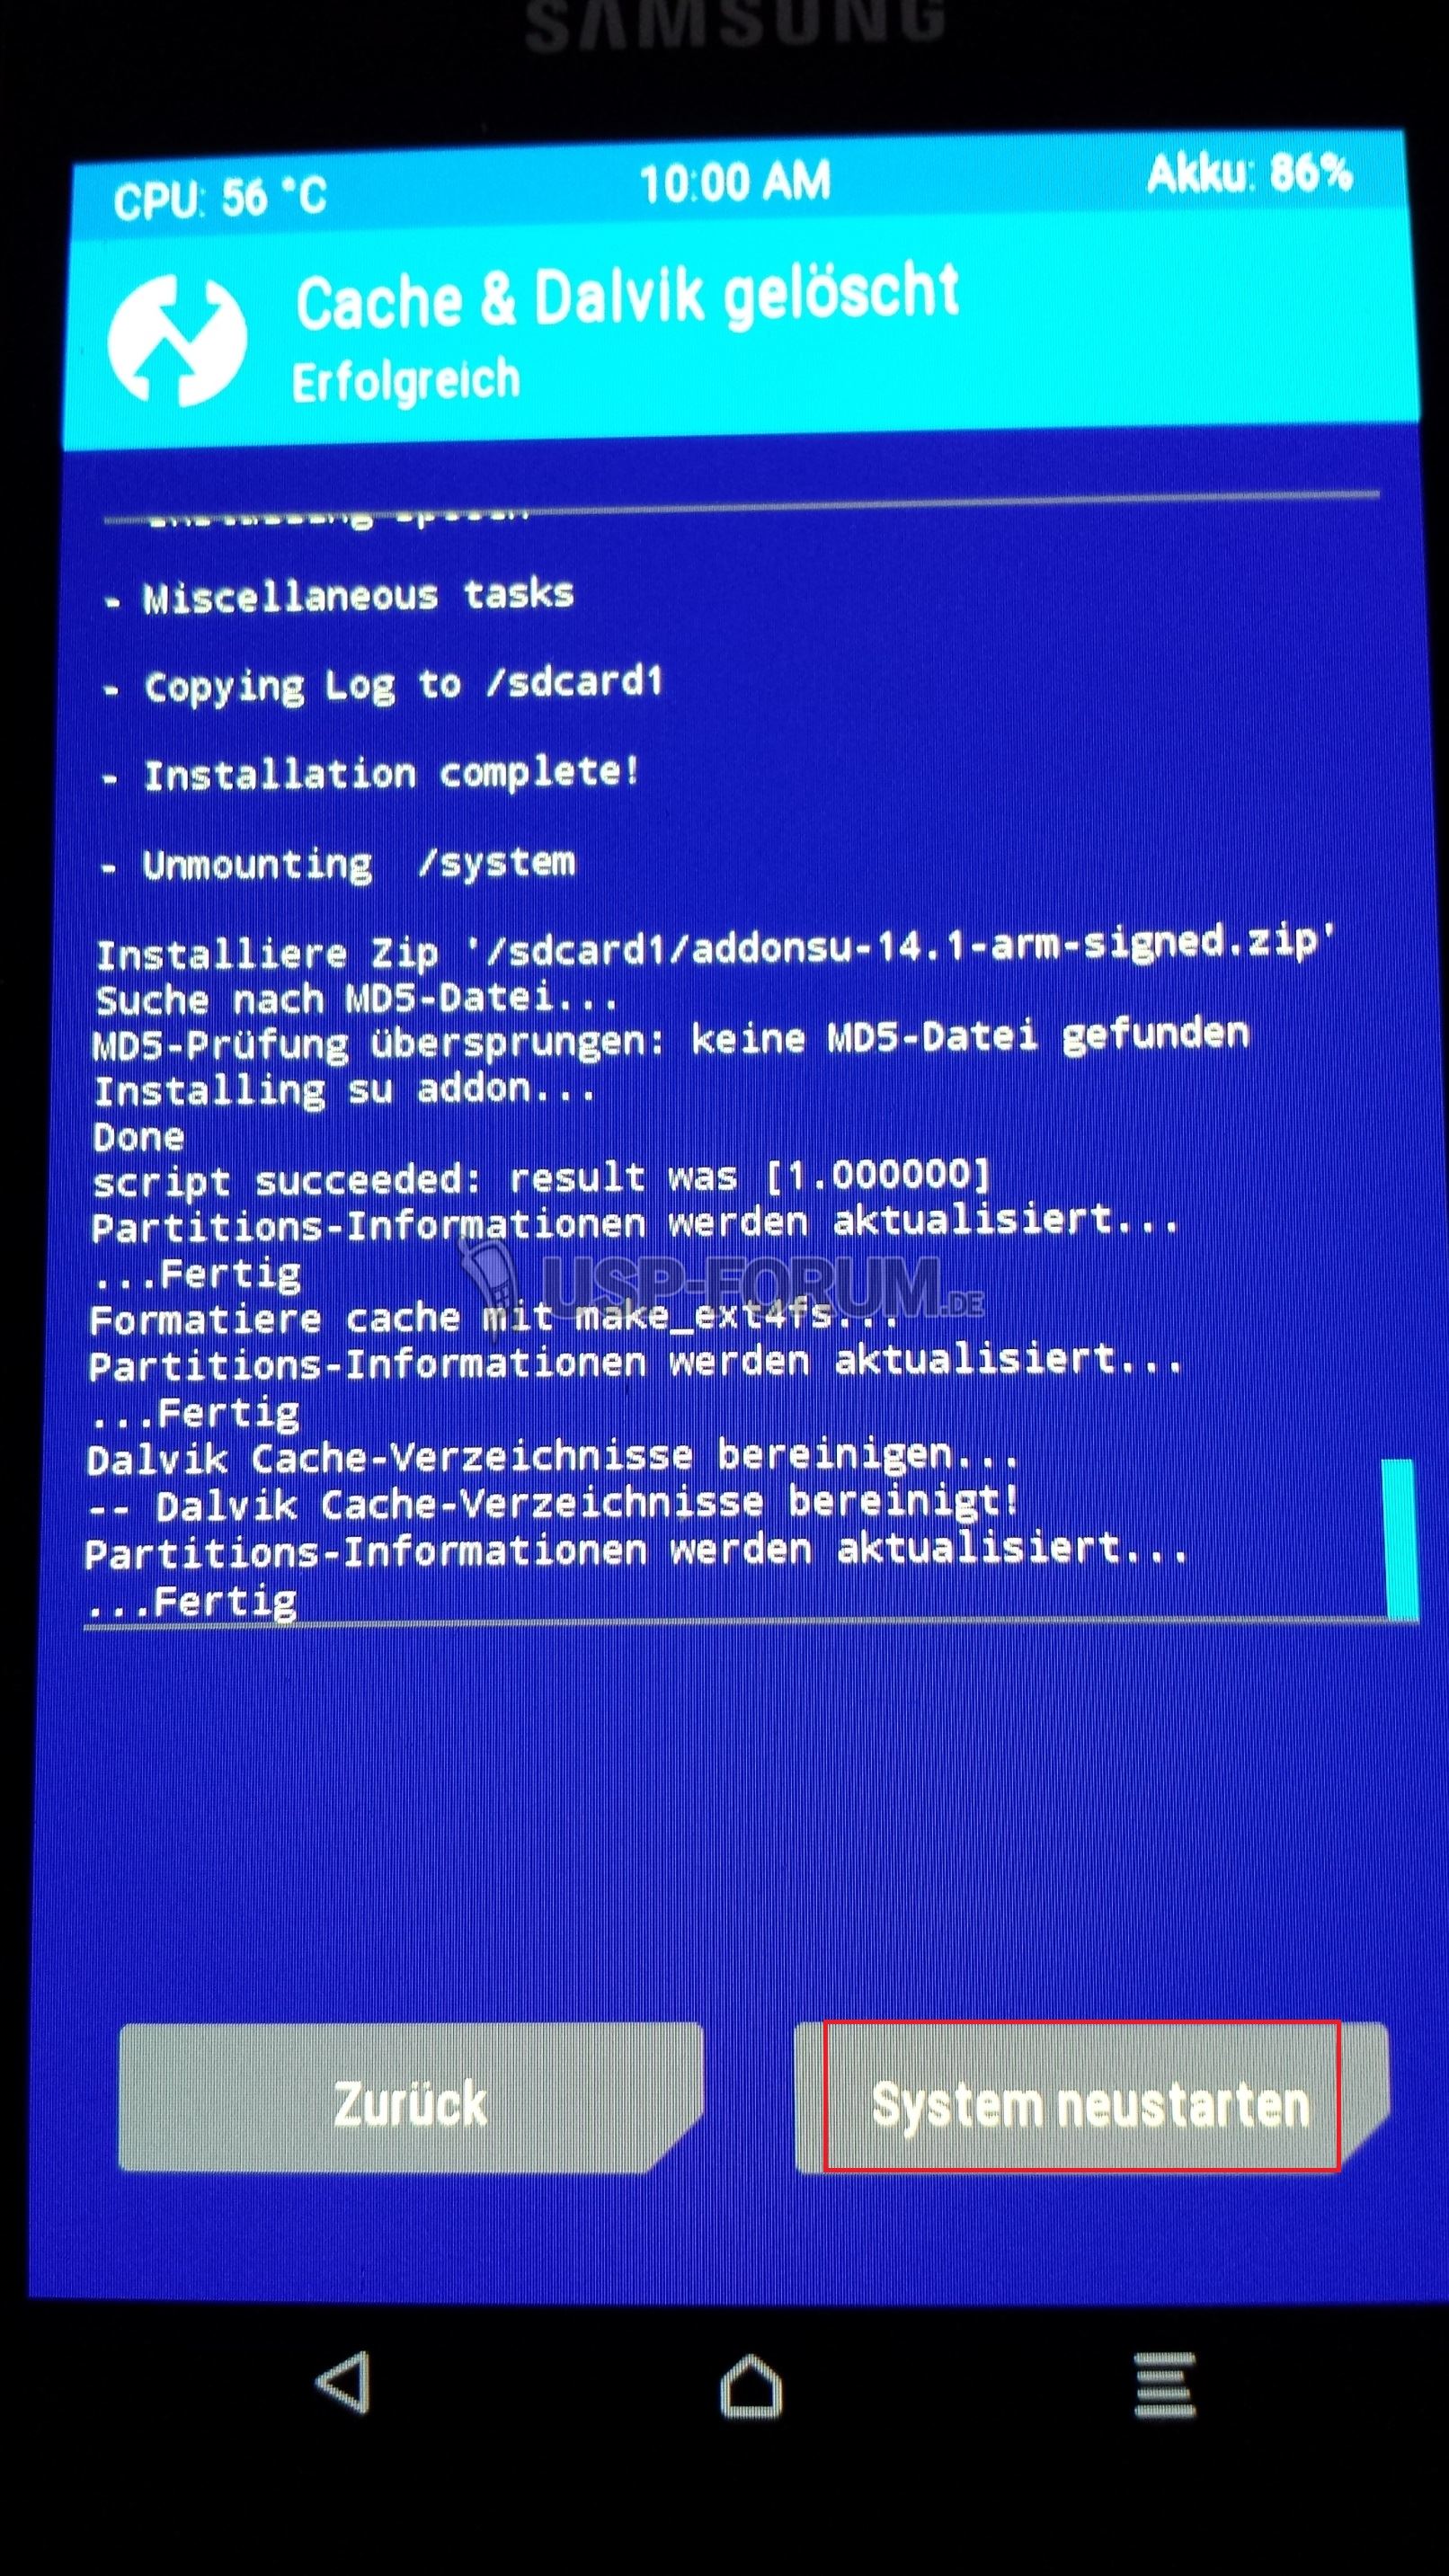 SAMSUNG
CPU: 56 °C
10:00 AM
Akku: 86%
Cache & Dalvik gelöscht
Erfolgreich
- Miscellaneous tasks
- Copying Log to /sdcard1
- Installation complete!
- Unmounting /system
Installiere Zip '/sdcard1/addonsu-14.1-arm-signed.zip'
Suche nach MD5-Datei...
MD5-Prüfung übersprungen: keine MD5-Datei gefunden
Installing su addon...
Done
script succeeded: result was [1.000000]
Partitions-Informationen werden aktualisiert...
...Fertig
USP-FORUM.DE
Formatiere cache mit make_ext4fs...
Partitions-Informationen werden aktualisiert...
...Fertig
Dalvik Cache-Verzeichnisse bereinigen...
-- Dalvik Cache-Verzeichnisse bereinigt!
Partitions-Informationen werden aktualisiert...
...Fertig
Zurück
System neustarten